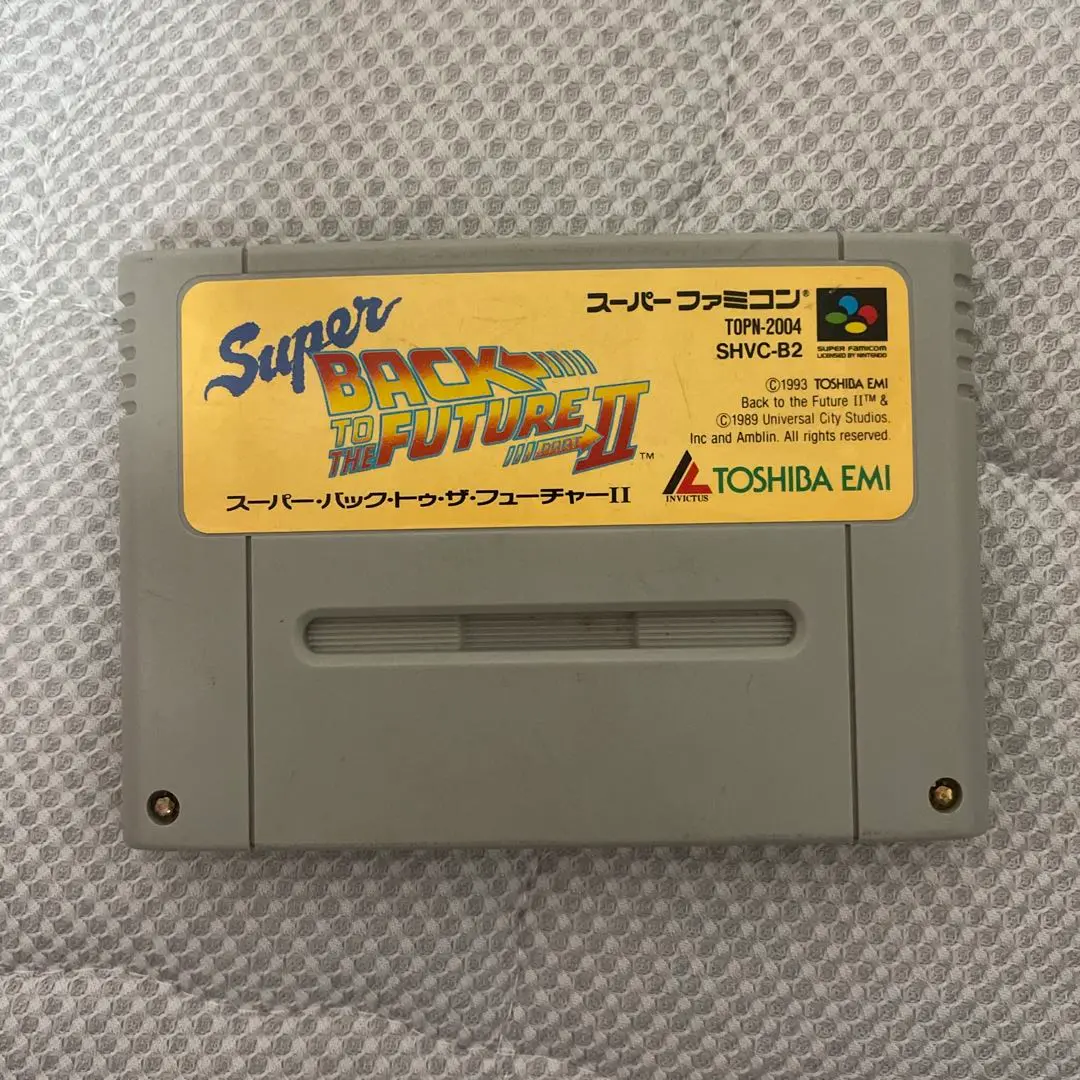 Super
BACK
TO
THE FUTURE
PART II™
スーパー・バック・トゥ・ザ・フューチャーII
スーパーファミコン®
TOPN-2004
SHVC-B2
SUPER FAMICOM
LICENSED BY NINTENDO
©1993 TOSHIBA EMI
Back to the Future II™ &
©1989 Universal City Studios.
Inc and Amblin. All rights reserved.
INVICTUS
TOSHIBA EMI